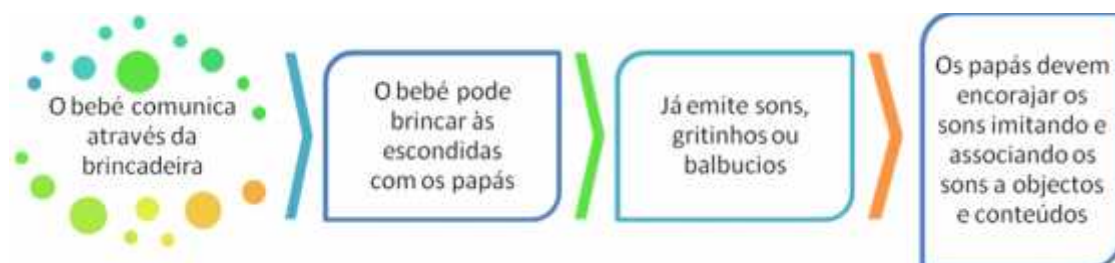 O bebé comunica
através da
brincadeira
O bebé pode
brincar às
escondidas
com os papás
Já emite sons,
gritinhos ou
balbucios
Os papás devem
encorajar os
sons imitando e
associando os
sons a objectos
e conteúdos